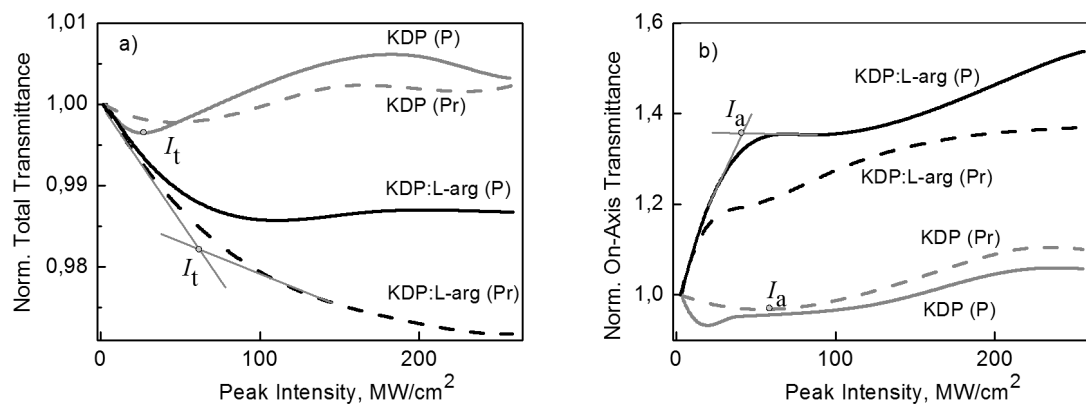 a)
Norm. Total Transmittance
1,01
1,00
0,99
0,98
KDP (P)
KDP (Pr)
It
KDP:L-arg (P)
It
KDP:L-arg (Pr)
0 100 200
Peak Intensity, MW/cm2
b)
Norm. On-Axis Transmittance
1,6
1,4
1,2
1,0
KDP:L-arg (P)
Ia
KDP:L-arg (Pr)
KDP (Pr)
Ia
KDP (P)
0 100 200
Peak Intensity, MW/cm2